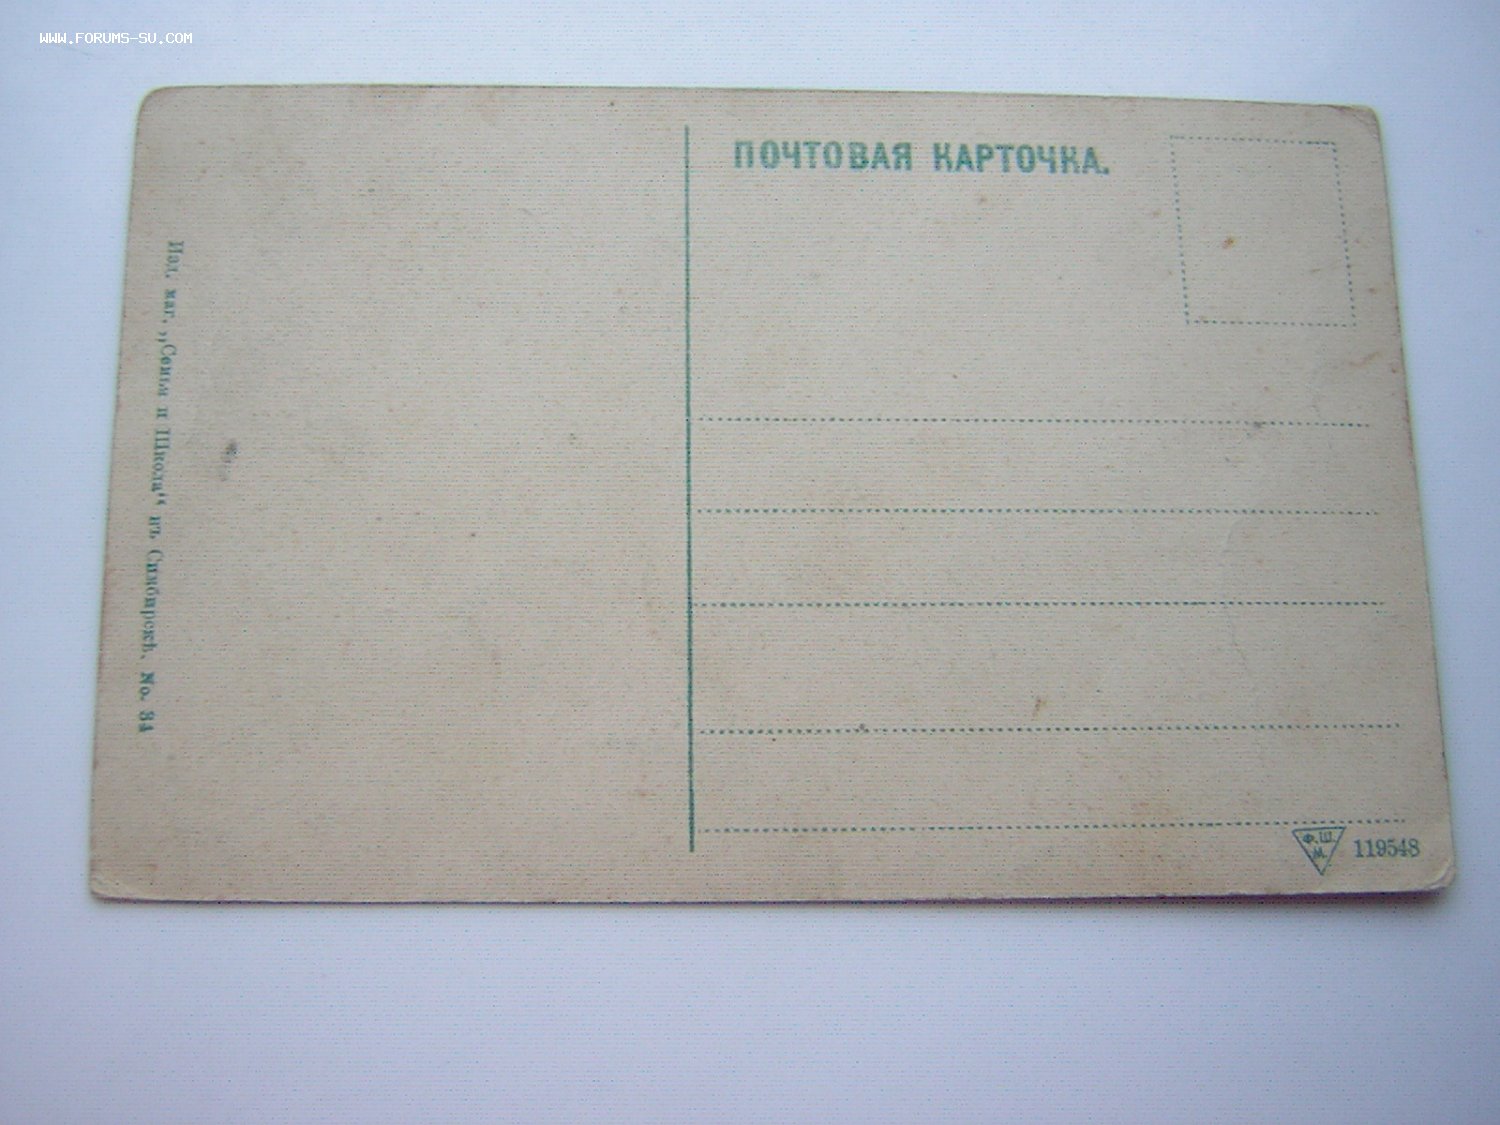 WWW.FORUMS-SU.COM
ПОЧТОВАЯ КАРТОЧКА.
Изд. маг. „Семья и Школа“ въ Симбирскѣ. No. 34
Ф. Ш.
М.
119548